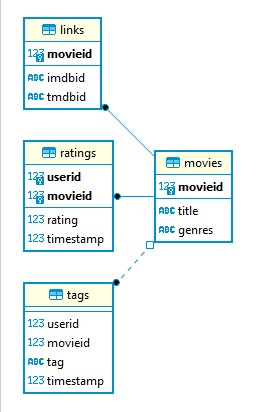 links
123 movieid
ABC imdbid
ABC tmdbid
ratings
123 userid
123 movieid
123 rating
123 timestamp
movies
123 movieid
ABC title
ABC genres
tags
123 userid
123 movieid
ABC tag
123 timestamp